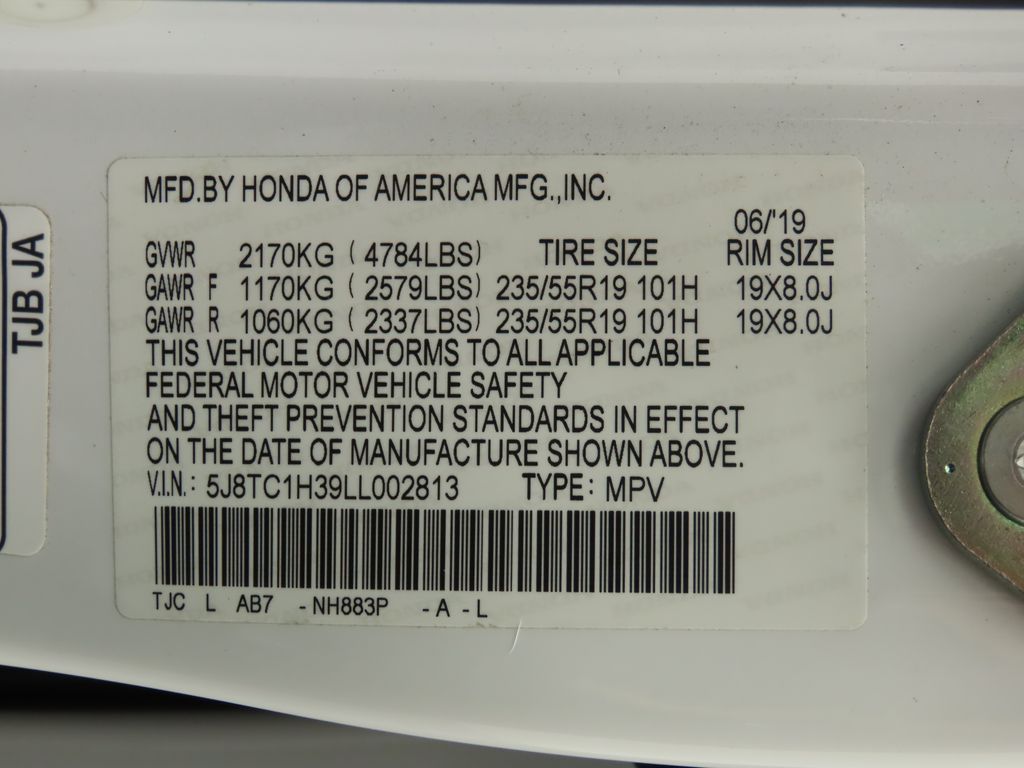 MFD.BY HONDA OF AMERICA MFG.,INC.
06/'19
GVWR 2170KG ( 4784LBS) TIRE SIZE RIM SIZE
GAWR F 1170KG ( 2579LBS) 235/55R19 101H 19X8.0J
GAWR R 1060KG ( 2337LBS) 235/55R19 101H 19X8.0J
THIS VEHICLE CONFORMS TO ALL APPLICABLE
FEDERAL MOTOR VEHICLE SAFETY
AND THEFT PREVENTION STANDARDS IN EFFECT
ON THE DATE OF MANUFACTURE SHOWN ABOVE.
V.I.N.: 5J8TC1H39LL002813 TYPE: MPV
TJC L AB7 -NH883P -A -L
TJB JA